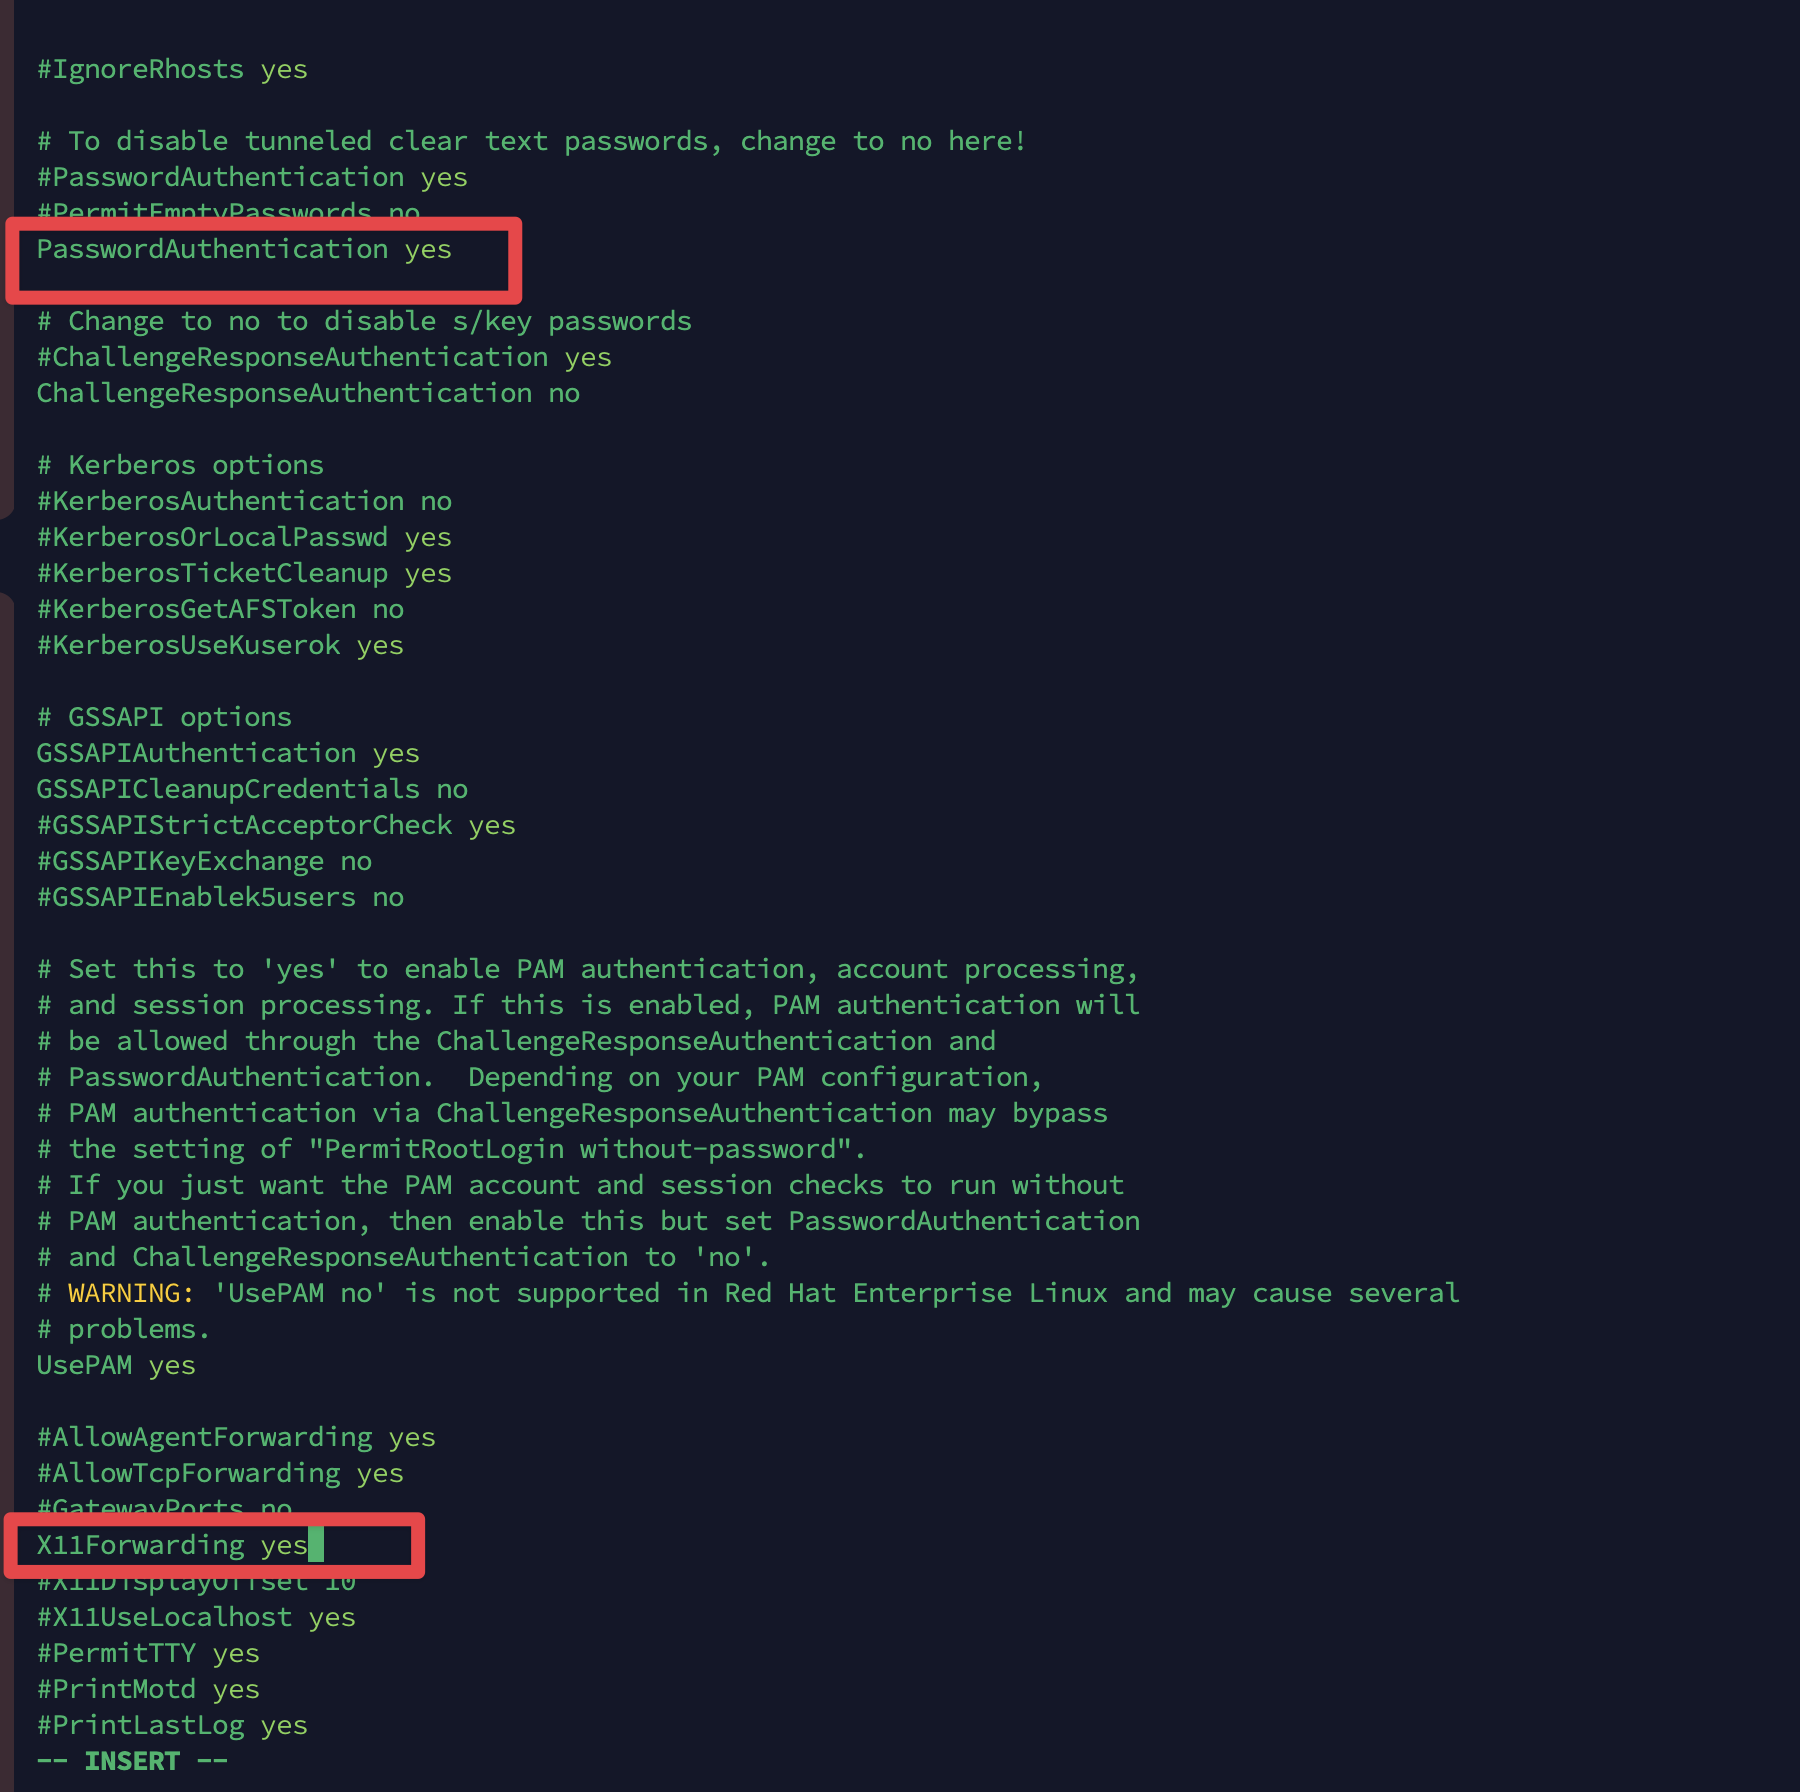 #IgnoreRhosts yes
# To disable tunneled clear text passwords, change to no here!
#PasswordAuthentication yes
#PermitEmptyPasswords no
PasswordAuthentication yes
# Change to no to disable s/key passwords
#ChallengeResponseAuthentication yes
ChallengeResponseAuthentication no
# Kerberos options
#KerberosAuthentication no
#KerberosOrLocalPasswd yes
#KerberosTicketCleanup yes
#KerberosGetAFSToken no
#KerberosUseKuserok yes
# GSSAPI options
GSSAPIAuthentication yes
GSSAPICleanupCredentials no
#GSSAPIStrictAcceptorCheck yes
#GSSAPIKeyExchange no
#GSSAPIEnablek5users no
# Set this to 'yes' to enable PAM authentication, account processing,
# and session processing. If this is enabled, PAM authentication will
# be allowed through the ChallengeResponseAuthentication and
# PasswordAuthentication.  Depending on your PAM configuration,
# PAM authentication via ChallengeResponseAuthentication may bypass
# the setting of "PermitRootLogin without-password".
# If you just want the PAM account and session checks to run without
# PAM authentication, then enable this but set PasswordAuthentication
# and ChallengeResponseAuthentication to 'no'.
# WARNING: 'UsePAM no' is not supported in Red Hat Enterprise Linux and may cause several
# problems.
UsePAM yes
#AllowAgentForwarding yes
#AllowTcpForwarding yes
#GatewayPorts no
X11Forwarding yes
#X11DisplayOffset 10
#X11UseLocalhost yes
#PermitTTY yes
#PrintMotd yes
#PrintLastLog yes
-- INSERT --